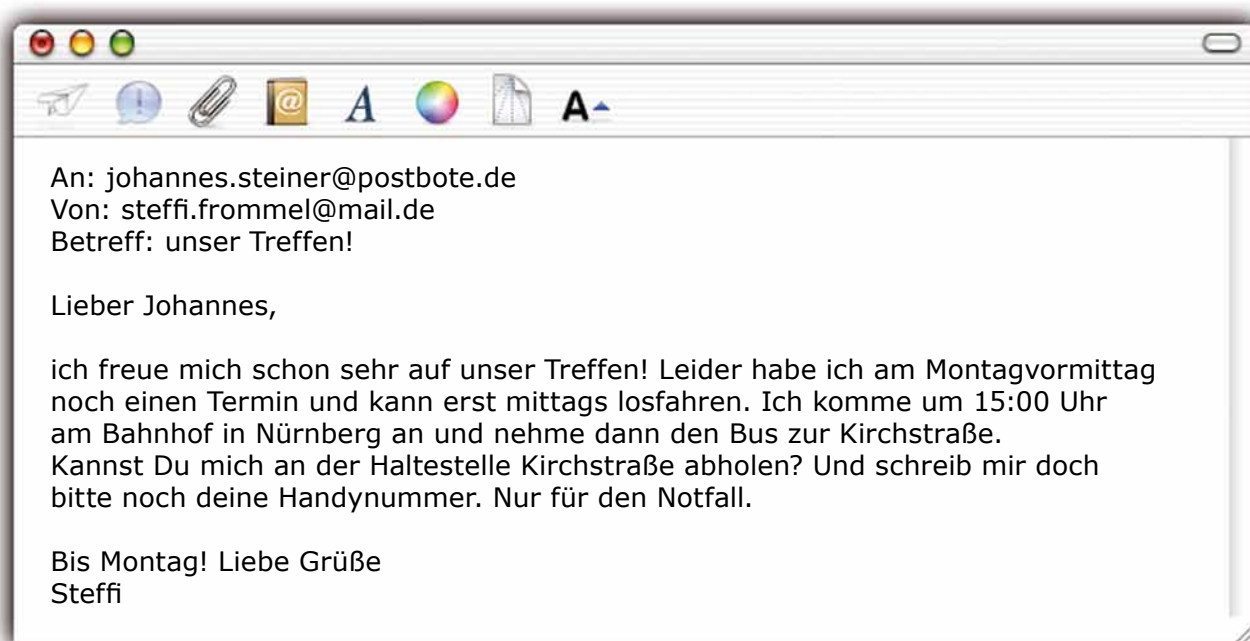 An: johannes.steiner@postbote.de
Von: steffi.frommel@mail.de
Betreff: unser Treffen!
Lieber Johannes,
ich freue mich schon sehr auf unser Treffen! Leider habe ich am Montagvormittag
noch einen Termin und kann erst mittags losfahren. Ich komme um 15:00 Uhr
am Bahnhof in Nürnberg an und nehme dann den Bus zur Kirchstraße.
Kannst Du mich an der Haltestelle Kirchstraße abholen? Und schreib mir doch
bitte noch deine Handynummer. Nur für den Notfall.
Bis Montag! Liebe Grüße
Steffi